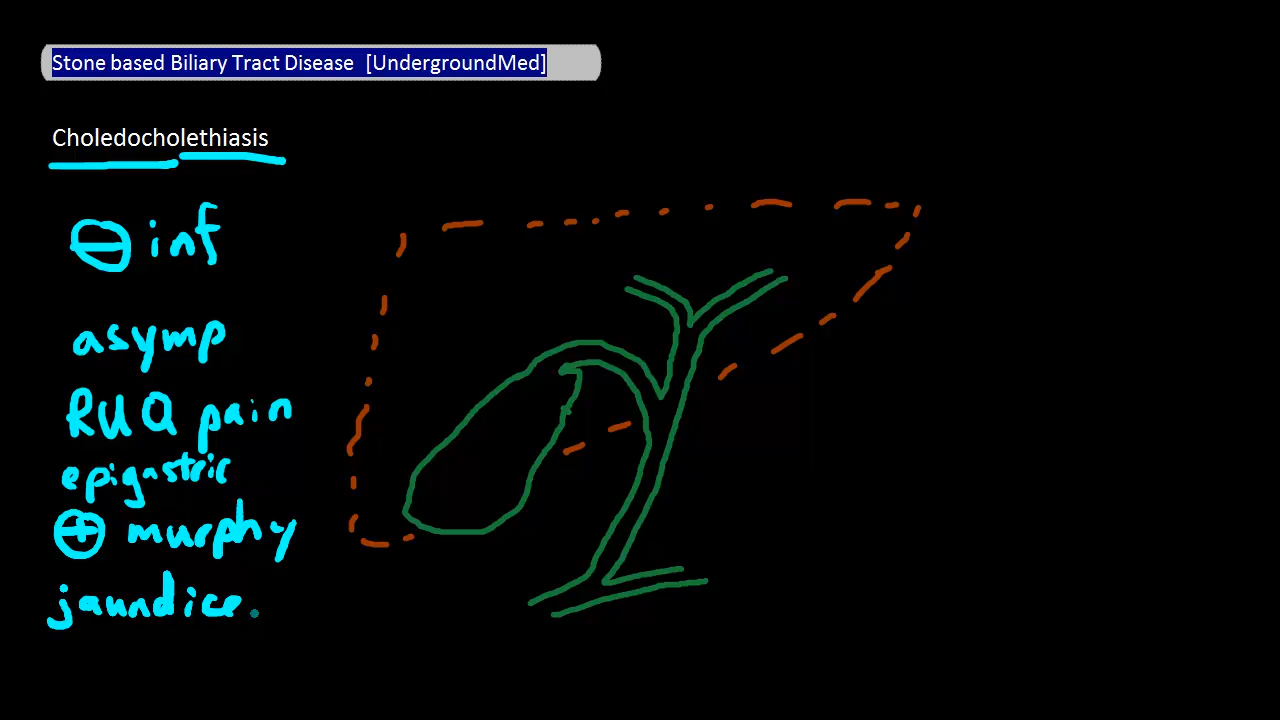 Stone based Biliary Tract Disease [UndergroundMed]
Choledocholethiasis
⊖ inf
asymp
RUQ pain
epigastric
⊕ murphy
jaundice.